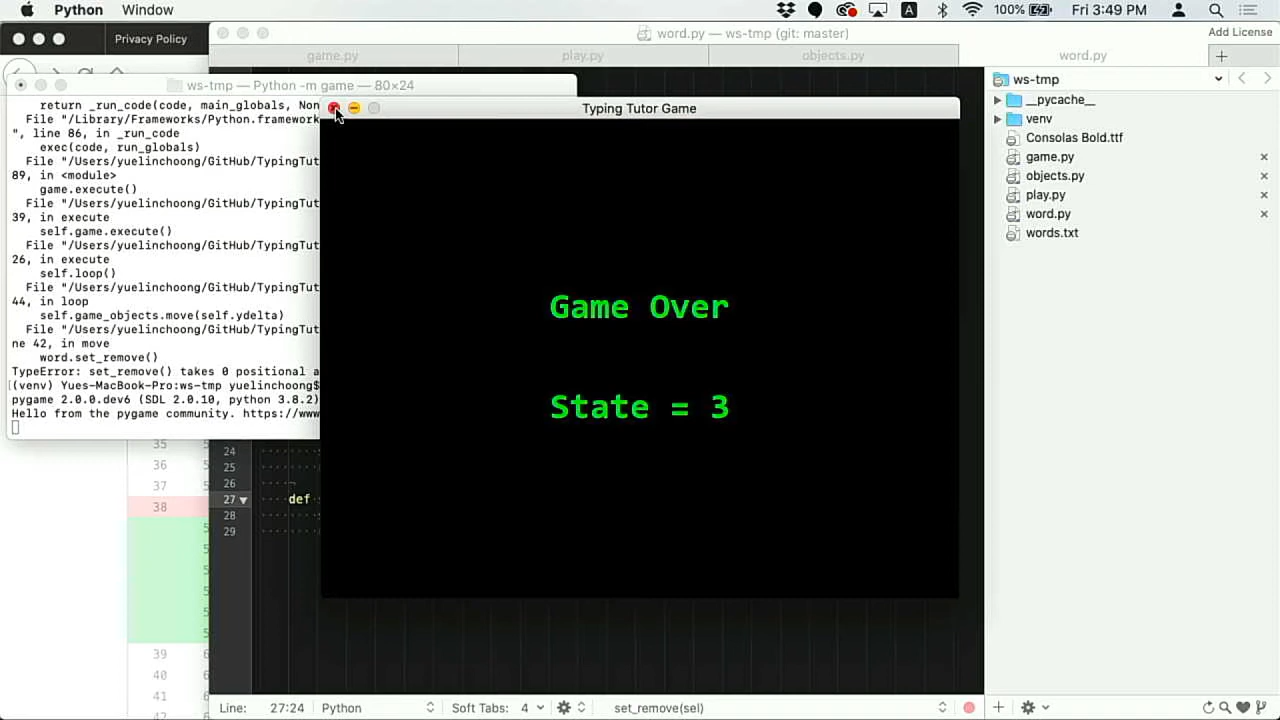 Python Window
100% Fri 3:49 PM
Privacy Policy
word.py — ws-tmp (git: master)
Add License
game.py play.py objects.py word.py
ws-tmp — Python -m game — 80×24
return _run_code(code, main_globals, Non
File "/Library/Frameworks/Python.framework
", line 86, in _run_code
exec(code, run_globals)
File "/Users/yuelinchoong/GitHub/TypingTut
89, in <module>
game.execute()
File "/Users/yuelinchoong/GitHub/TypingTut
39, in execute
self.game.execute()
File "/Users/yuelinchoong/GitHub/TypingTut
26, in execute
self.loop()
File "/Users/yuelinchoong/GitHub/TypingTut
44, in loop
self.game_objects.move(self.ydelta)
File "/Users/yuelinchoong/GitHub/TypingTut
ne 42, in move
word.set_remove()
TypeError: set_remove() takes 0 positional a
(venv) Yues-MacBook-Pro:ws-tmp yuelinchoong$
pygame 2.0.0.dev6 (SDL 2.0.10, python 3.8.2)
Hello from the pygame community. https://www
Typing Tutor Game
Game Over
State = 3
ws-tmp
__pycache__
venv
Consolas Bold.ttf
game.py
objects.py
play.py
word.py
words.txt
35
36
37
38
39
40
41
42
24
25
26
27 def
28
29
Line: 27:24 Python Soft Tabs: 4 set_remove(sel)